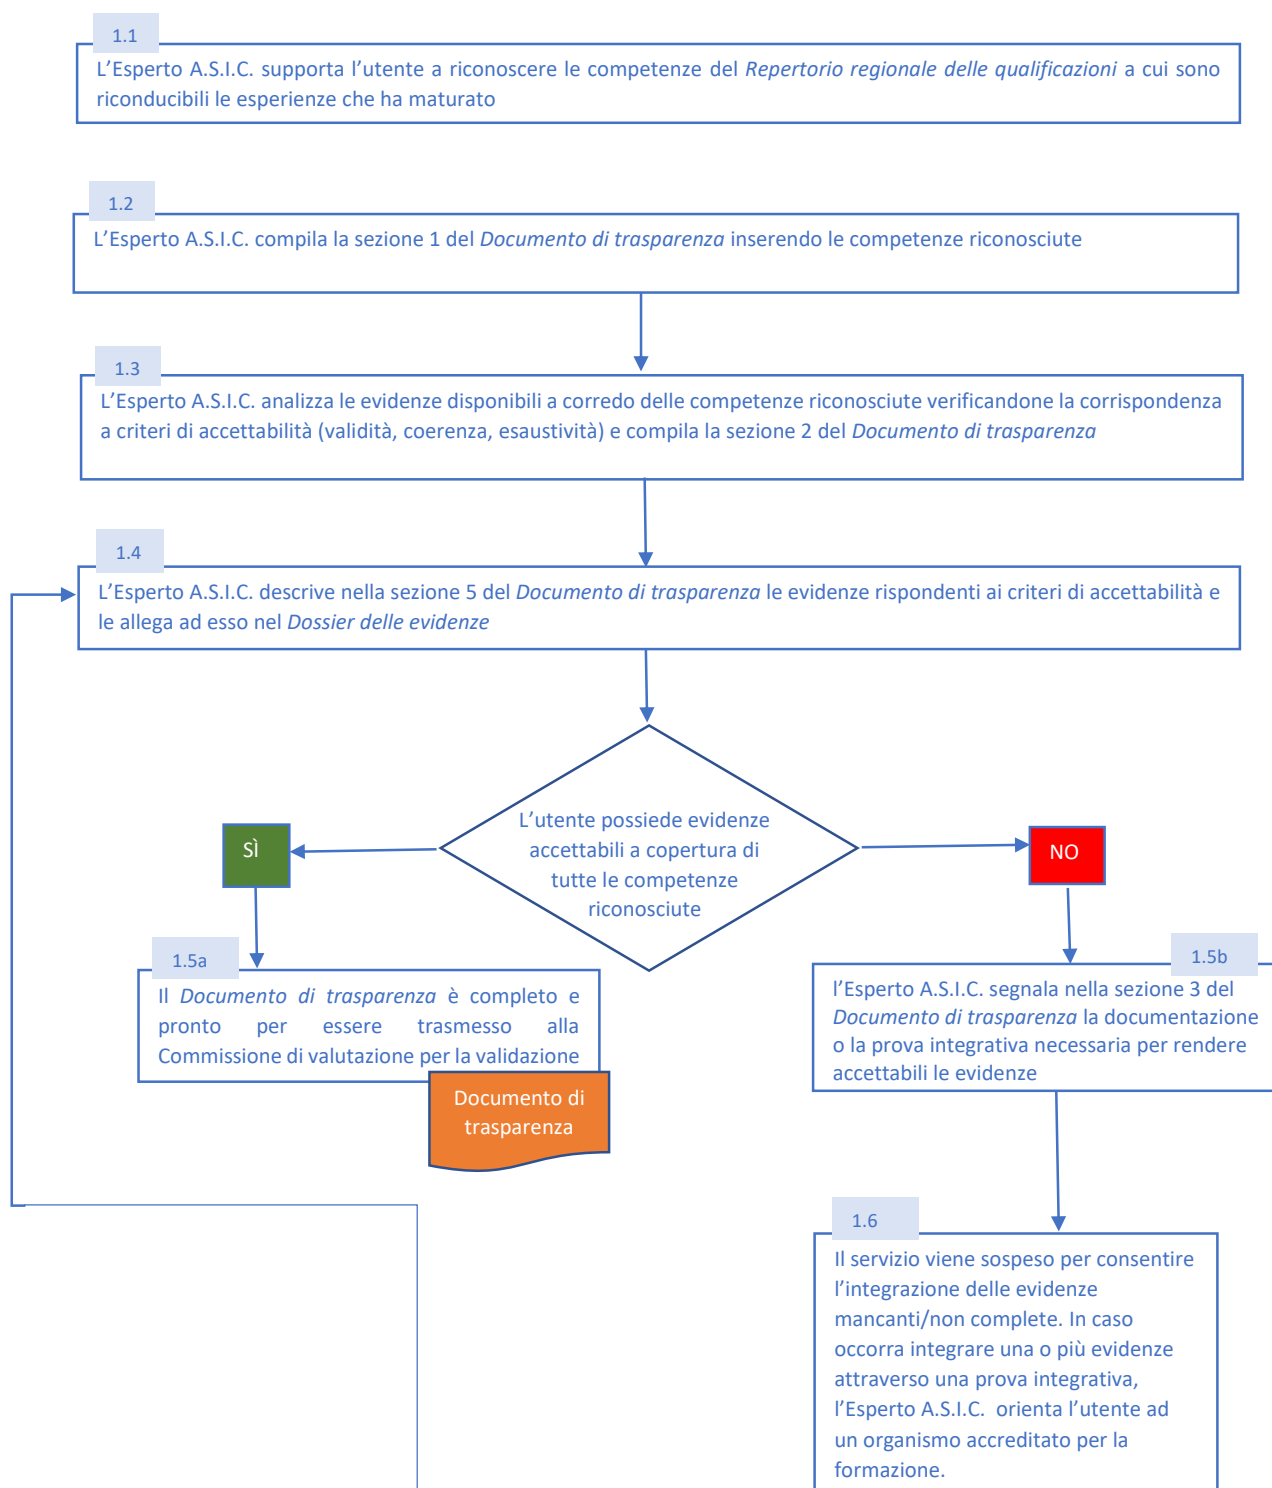 1.1
L’Esperto A.S.I.C. supporta l’utente a riconoscere le competenze del Repertorio regionale delle qualificazioni a cui sono
riconducibili le esperienze che ha maturato
1.2
L’Esperto A.S.I.C. compila la sezione 1 del Documento di trasparenza inserendo le competenze riconosciute
1.3
L’Esperto A.S.I.C. analizza le evidenze disponibili a corredo delle competenze riconosciute verificandone la corrispondenza
a criteri di accettabilità (validità, coerenza, esaustività) e compila la sezione 2 del Documento di trasparenza
1.4
L’Esperto A.S.I.C. descrive nella sezione 5 del Documento di trasparenza le evidenze rispondenti ai criteri di accettabilità e
le allega ad esso nel Dossier delle evidenze
L’utente possiede evidenze
accettabili a copertura di
tutte le competenze
riconosciute
SÌ
NO
1.5a
Il Documento di trasparenza è completo e
pronto per essere trasmesso alla
Commissione di valutazione per la validazione
Documento di
trasparenza
1.5b
l’Esperto A.S.I.C. segnala nella sezione 3 del
Documento di trasparenza la documentazione
o la prova integrativa necessaria per rendere
accettabili le evidenze
1.6
Il servizio viene sospeso per consentire
l’integrazione delle evidenze
mancanti/non complete. In caso
occorra integrare una o più evidenze
attraverso una prova integrativa,
l’Esperto A.S.I.C. orienta l’utente ad
un organismo accreditato per la
formazione.